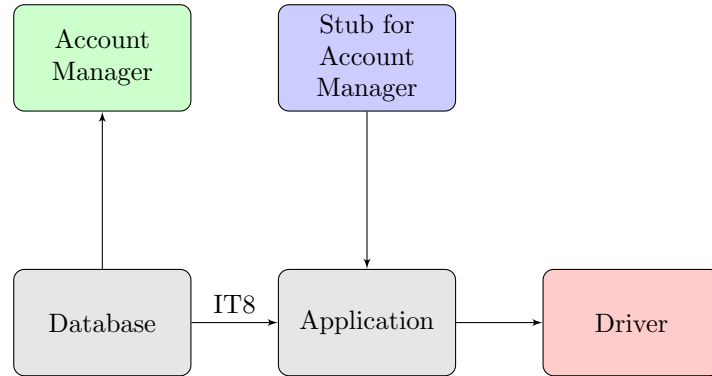 Account
Manager
Stub for
Account
Manager
IT8
Database
Application
Driver